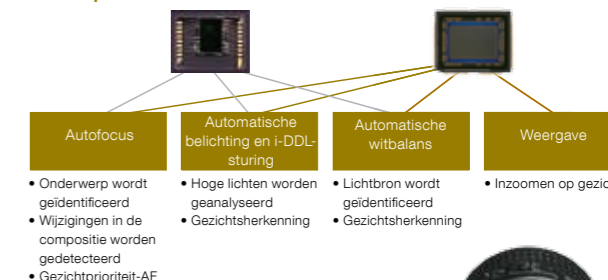 Autofocus
Automatische
belichting en i-DDL-
sturing
Automatische
witbalans
Weergave
• Onderwerp wordt
geïdentificeerd
• Wijzigingen in de
compositie worden
gedetecteerd
• Gezichtprioriteit-AF
• Hoge lichten worden
geanalyseerd
• Gezichtsherkenning
• Lichtbron wordt
geïdentificeerd
• Gezichtsherkenning
• Inzoomen op